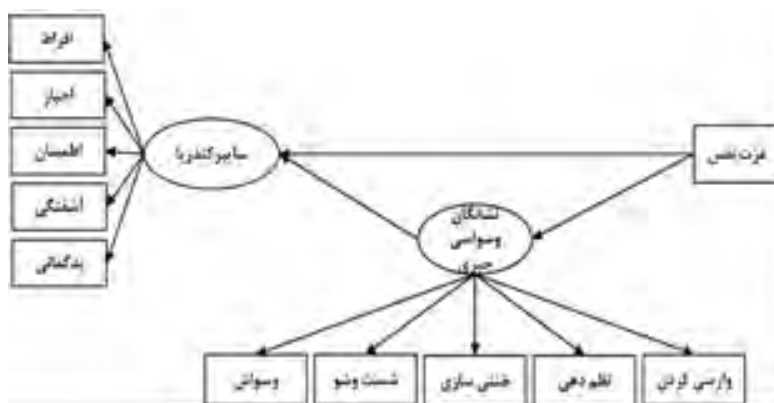 افراط
اجبار
اطمینان
آشفتگی
بدگمانی
سایبرکندریا
عزت نفس
نشانگان
وسواسی
جبری
وارسی کردن
نظم دهی
خنثی سازی
شست وشو
وسواس